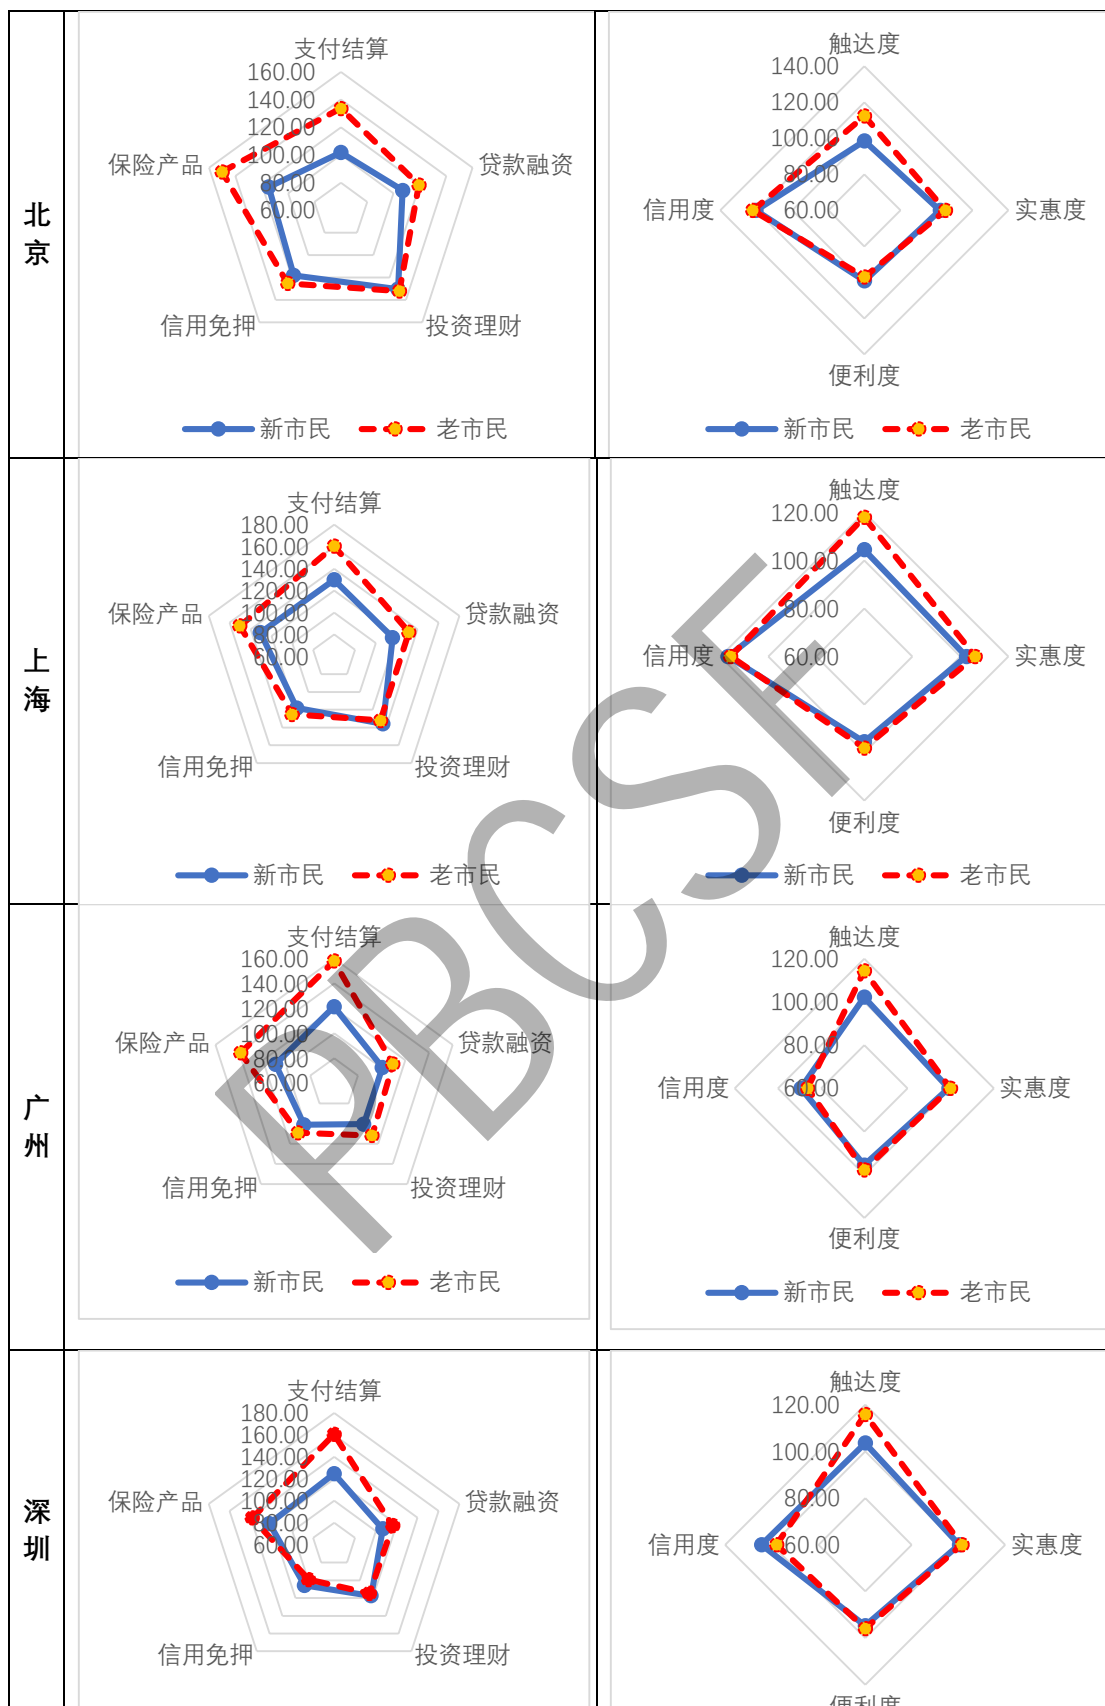 北京
支付结算
160.00
140.00
120.00
100.00
80.00
60.00
保险产品
贷款融资
信用免押
投资理财
新市民 老市民
触达度
140.00
120.00
100.00
80.00
60.00
信用度
实惠度
便利度
新市民 老市民
上海
支付结算
180.00
160.00
140.00
120.00
100.00
80.00
60.00
保险产品
贷款融资
信用免押
投资理财
新市民 老市民
触达度
120.00
100.00
80.00
60.00
信用度
实惠度
便利度
新市民 老市民
广州
支付结算
160.00
140.00
120.00
100.00
80.00
60.00
保险产品
贷款融资
信用免押
投资理财
新市民 老市民
触达度
120.00
100.00
80.00
60.00
信用度
实惠度
便利度
新市民 老市民
深圳
支付结算
180.00
160.00
140.00
120.00
100.00
80.00
60.00
保险产品
贷款融资
信用免押
投资理财
触达度
120.00
100.00
80.00
60.00
信用度
实惠度
便利度
PBCSF